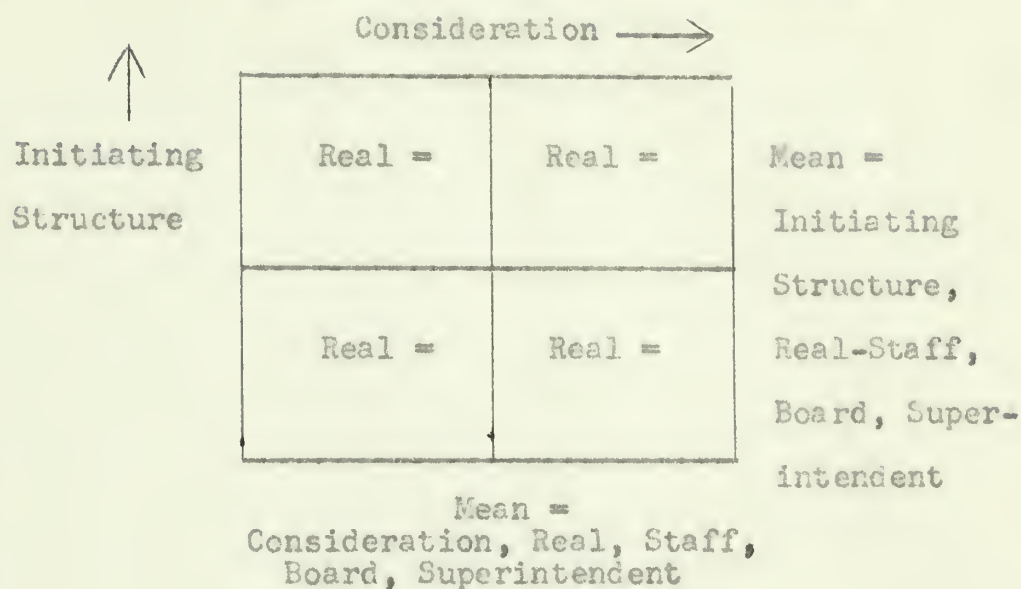 Consideration
Initiating
Structure
Real =
Real =
Real =
Real =
Mean =
Initiating
Structure,
Real-Staff,
Board, Super-
intendent
Mean =
Consideration, Real, Staff,
Board, Superintendent